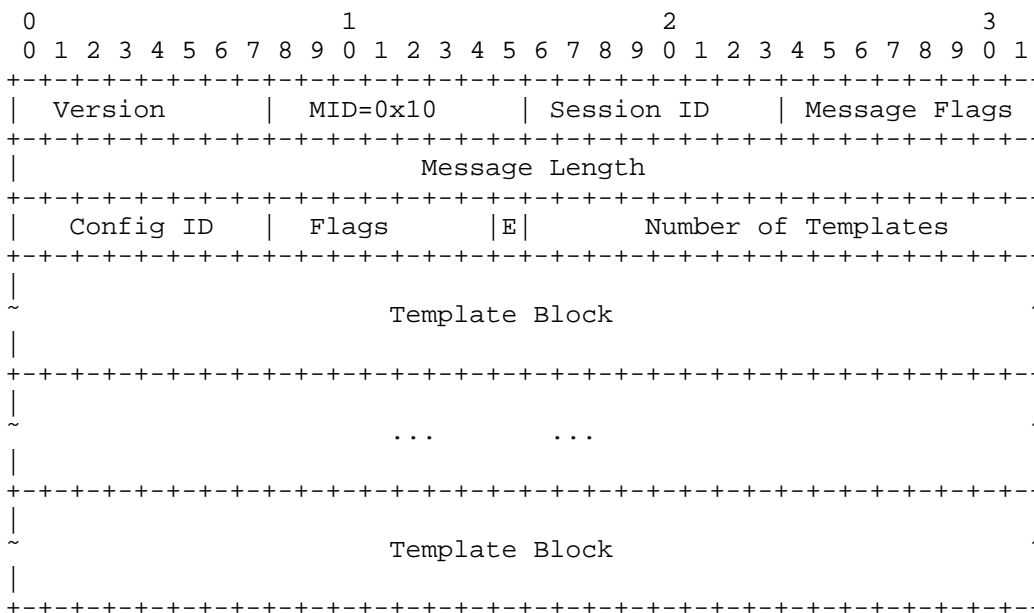 0                   1                   2                   3
 0 1 2 3 4 5 6 7 8 9 0 1 2 3 4 5 6 7 8 9 0 1 2 3 4 5 6 7 8 9 0 1
+-+-+-+-+-+-+-+-+-+-+-+-+-+-+-+-+-+-+-+-+-+-+-+-+-+-+-+-+-+-+-+-
|  Version      |  MID=0x10     | Session ID    | Message Flags
+-+-+-+-+-+-+-+-+-+-+-+-+-+-+-+-+-+-+-+-+-+-+-+-+-+-+-+-+-+-+-+-
|                         Message Length
+-+-+-+-+-+-+-+-+-+-+-+-+-+-+-+-+-+-+-+-+-+-+-+-+-+-+-+-+-+-+-+-
|   Config ID   |  Flags      |E|       Number of Templates
+-+-+-+-+-+-+-+-+-+-+-+-+-+-+-+-+-+-+-+-+-+-+-+-+-+-+-+-+-+-+-+-
|
~                       Template Block                          ~
|
+-+-+-+-+-+-+-+-+-+-+-+-+-+-+-+-+-+-+-+-+-+-+-+-+-+-+-+-+-+-+-+-
|
~                       ...       ...                           ~
|
+-+-+-+-+-+-+-+-+-+-+-+-+-+-+-+-+-+-+-+-+-+-+-+-+-+-+-+-+-+-+-+-
|
~                       Template Block                          ~
|
+-+-+-+-+-+-+-+-+-+-+-+-+-+-+-+-+-+-+-+-+-+-+-+-+-+-+-+-+-+-+-+-